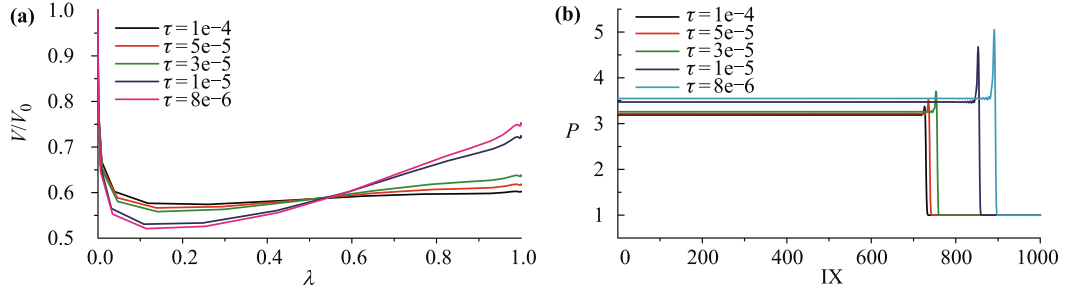 (a)
1.0
0.9
0.8
0.7
0.6
0.5
V/V₀
τ = 1e−4
τ = 5e−5
τ = 3e−5
τ = 1e−5
τ = 8e−6
0.0 0.2 0.4 0.6 0.8 1.0
λ
(b)
5
4
3
2
1
P
τ = 1e−4
τ = 5e−5
τ = 3e−5
τ = 1e−5
τ = 8e−6
0 200 400 600 800 1000
IX